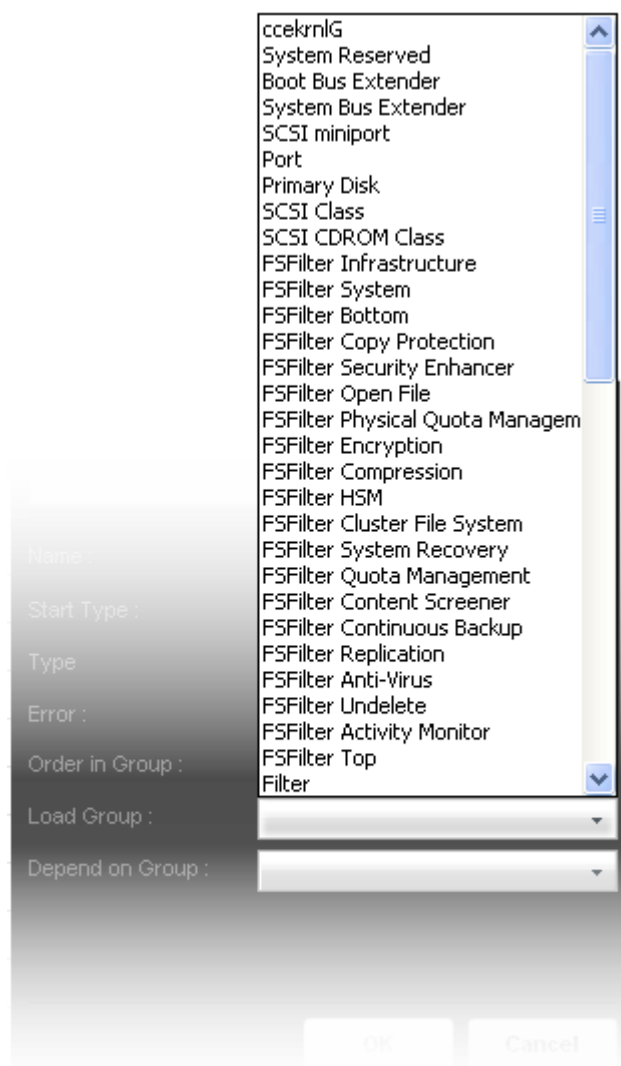 ccekrnlG
System Reserved
Boot Bus Extender
System Bus Extender
SCSI miniport
Port
Primary Disk
SCSI Class
SCSI CDROM Class
FSFilter Infrastructure
FSFilter System
FSFilter Bottom
FSFilter Copy Protection
FSFilter Security Enhancer
FSFilter Open File
FSFilter Physical Quota Managem
FSFilter Encryption
FSFilter Compression
FSFilter HSM
FSFilter Cluster File System
FSFilter System Recovery
FSFilter Quota Management
FSFilter Content Screener
FSFilter Continuous Backup
FSFilter Replication
FSFilter Anti-Virus
FSFilter Undelete
FSFilter Activity Monitor
FSFilter Top
Filter
Name :
Start Type :
Type
Error :
Order in Group :
Load Group :
Depend on Group :
OK
Cancel